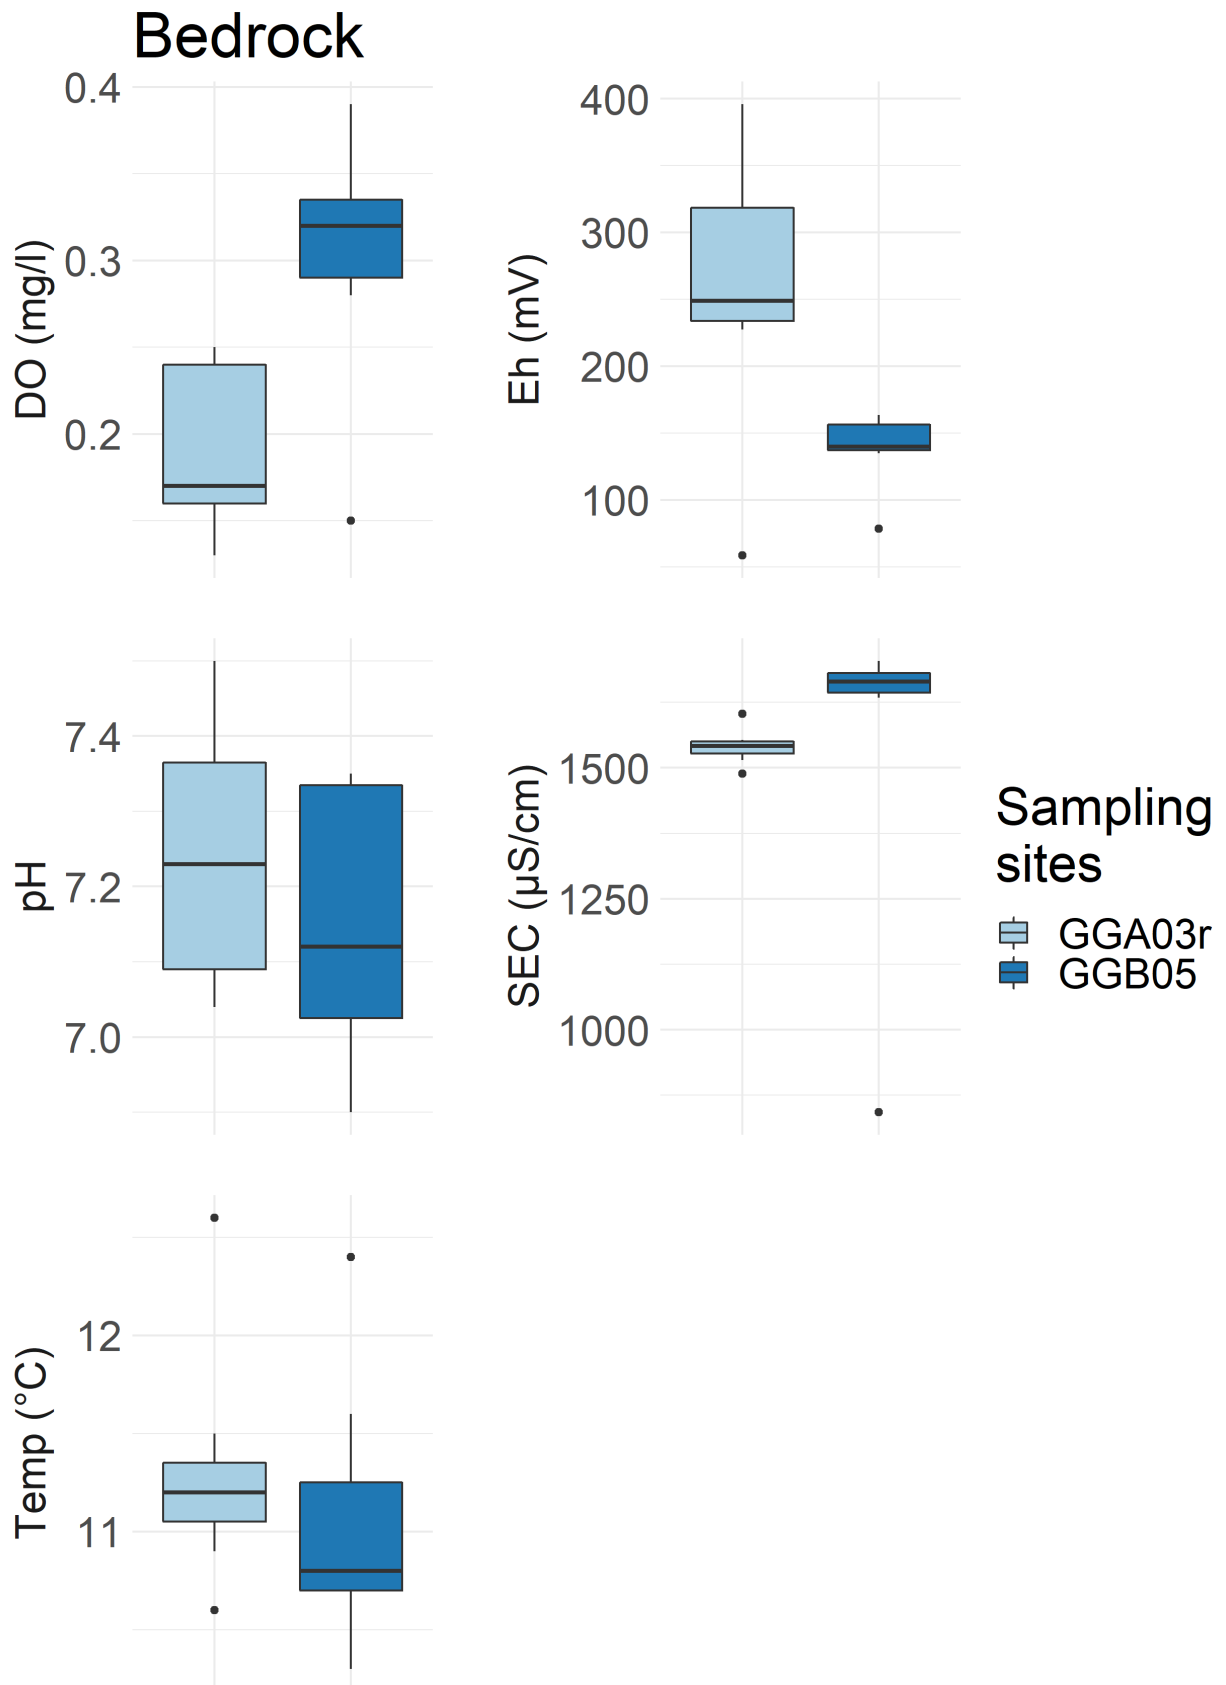 Bedrock
0.4
0.3
0.2
DO (mg/l)
400
300
200
100
Eh (mV)
7.4
7.2
7.0
pH
1500
1250
1000
SEC (µS/cm)
Sampling
sites
GGA03r
GGB05
12
11
Temp (°C)